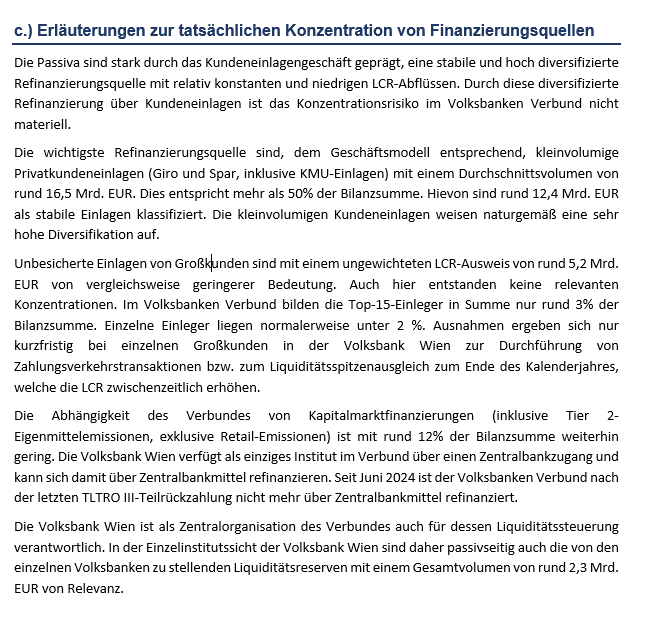 c.) Erläuterungen zur tatsächlichen Konzentration von Finanzierungsquellen
Die Passiva sind stark durch das Kundeneinlagengeschäft geprägt, eine stabile und hoch diversifizierte
Refinanzierungsquelle mit relativ konstanten und niedrigen LCR-Abflüssen. Durch diese diversifizierte
Refinanzierung über Kundeneinlagen ist das Konzentrationsrisiko im Volksbanken Verbund nicht
materiell.
Die wichtigste Refinanzierungsquelle sind, dem Geschäftsmodell entsprechend, kleinvolumige
Privatkundeneinlagen (Giro und Spar, inklusive KMU-Einlagen) mit einem Durchschnittsvolumen von
rund 16,5 Mrd. EUR. Dies entspricht mehr als 50% der Bilanzsumme. Hievon sind rund 12,4 Mrd. EUR
als stabile Einlagen klassifiziert. Die kleinvolumigen Kundeneinlagen weisen naturgemäß eine sehr
hohe Diversifikation auf.
Unbesicherte Einlagen von Großkunden sind mit einem ungewichteten LCR-Ausweis von rund 5,2 Mrd.
EUR von vergleichsweise geringerer Bedeutung. Auch hier entstanden keine relevanten
Konzentrationen. Im Volksbanken Verbund bilden die Top-15-Einleger in Summe nur rund 3% der
Bilanzsumme. Einzelne Einleger liegen normalerweise unter 2 %. Ausnahmen ergeben sich nur
kurzfristig bei einzelnen Großkunden in der Volksbank Wien zur Durchführung von
Zahlungsverkehrstransaktionen bzw. zum Liquiditätsspitzenausgleich zum Ende des Kalenderjahres,
welche die LCR zwischenzeitlich erhöhen.
Die Abhängigkeit des Verbundes von Kapitalmarktfinanzierungen (inklusive Tier 2-
Eigenmittelemissionen, exklusive Retail-Emissionen) ist mit rund 12% der Bilanzsumme weiterhin
gering. Die Volksbank Wien verfügt als einziges Institut im Verbund über einen Zentralbankzugang und
kann sich damit über Zentralbankmittel refinanzieren. Seit Juni 2024 ist der Volksbanken Verbund nach
der letzten TLTRO III-Teilrückzahlung nicht mehr über Zentralbankmittel refinanziert.
Die Volksbank Wien ist als Zentralorganisation des Verbundes auch für dessen Liquiditätssteuerung
verantwortlich. In der Einzelinstitutssicht der Volksbank Wien sind daher passivseitig auch die von den
einzelnen Volksbanken zu stellenden Liquiditätsreserven mit einem Gesamtvolumen von rund 2,3 Mrd.
EUR von Relevanz.